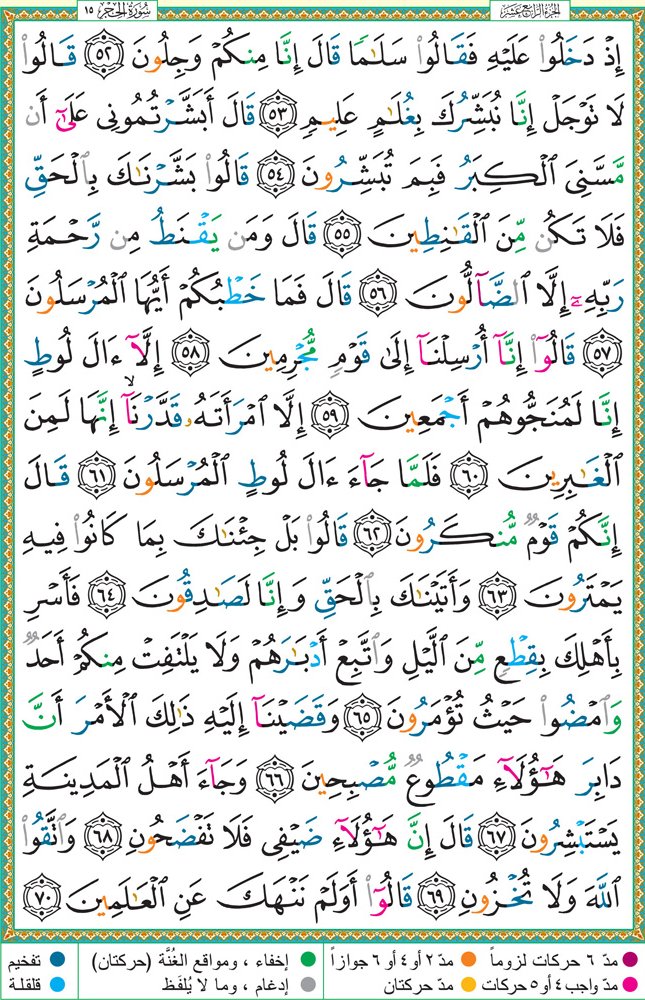 الجزء الرابع عشر
سورة الحجر ١٥
إِذْ دَخَلُوا۟ عَلَيْهِ فَقَالُوا۟ سَلَـٰمًا قَالَ إِنَّا مِنكُمْ وَجِلُونَ ٥٢ قَالُوا۟
لَا تَوْجَلْ إِنَّا نُبَشِّرُكَ بِغُلَـٰمٍ عَلِيمٍ ٥٣ قَالَ أَبَشَّرْتُمُونِى عَلَىٰٓ أَن
مَّسَّنِىَ ٱلْكِبَرُ فَبِمَ تُبَشِّرُونَ ٥٤ قَالُوا۟ بَشَّرْنَـٰكَ بِٱلْحَقِّ
فَلَا تَكُن مِّنَ ٱلْقَـٰنِطِينَ ٥٥ قَالَ وَمَن يَقْنَطُ مِن رَّحْمَةِ
رَبِّهِۦٓ إِلَّا ٱلضَّآلُّونَ ٥٦ قَالَ فَمَا خَطْبُكُمْ أَيُّهَا ٱلْمُرْسَلُونَ
٥٧ قَالُوٓا۟ إِنَّآ أُرْسِلْنَآ إِلَىٰ قَوْمٍ مُّجْرِمِينَ ٥٨ إِلَّآ ءَالَ لُوطٍ
إِنَّا لَمُنَجُّوهُمْ أَجْمَعِينَ ٥٩ إِلَّا ٱمْرَأَتَهُۥ قَدَّرْنَآ ۙ إِنَّهَا لَمِنَ
ٱلْغَـٰبِرِينَ ٦٠ فَلَمَّا جَآءَ ءَالَ لُوطٍ ٱلْمُرْسَلُونَ ٦١ قَالَ
إِنَّكُمْ قَوْمٌ مُّنكَرُونَ ٦٢ قَالُوا۟ بَلْ جِئْنَـٰكَ بِمَا كَانُوا۟ فِيهِ
يَمْتَرُونَ ٦٣ وَأَتَيْنَـٰكَ بِٱلْحَقِّ وَإِنَّا لَصَـٰدِقُونَ ٦٤ فَأَسْرِ
بِأَهْلِكَ بِقِطْعٍ مِّنَ ٱلَّيْلِ وَٱتَّبِعْ أَدْبَـٰرَهُمْ وَلَا يَلْتَفِتْ مِنكُمْ أَحَدٌ
وَٱمْضُوا۟ حَيْثُ تُؤْمَرُونَ ٦٥ وَقَضَيْنَآ إِلَيْهِ ذَٰلِكَ ٱلْأَمْرَ أَنَّ
دَابِرَ هَـٰٓؤُلَآءِ مَقْطُوعٌ مُّصْبِحِينَ ٦٦ وَجَآءَ أَهْلُ ٱلْمَدِينَةِ
يَسْتَبْشِرُونَ ٦٧ قَالَ إِنَّ هَـٰٓؤُلَآءِ ضَيْفِى فَلَا تَفْضَحُونِ ٦٨ وَٱتَّقُوا۟
ٱللَّهَ وَلَا تُخْزُونِ ٦٩ قَالُوٓا۟ أَوَلَمْ نَنْهَكَ عَنِ ٱلْعَـٰلَمِينَ ٧٠
مدّ ٦ حركات لزوماً مدّ ٢ أو ٤ أو ٦ جوازاً إخفاء ، ومواقع الغُنَّة (حركتان) تفخيم
مدّ واجب ٤ أو ٥ حركات مدّ حركتان إدغام ، وما لا يُلفَظ قلقلة